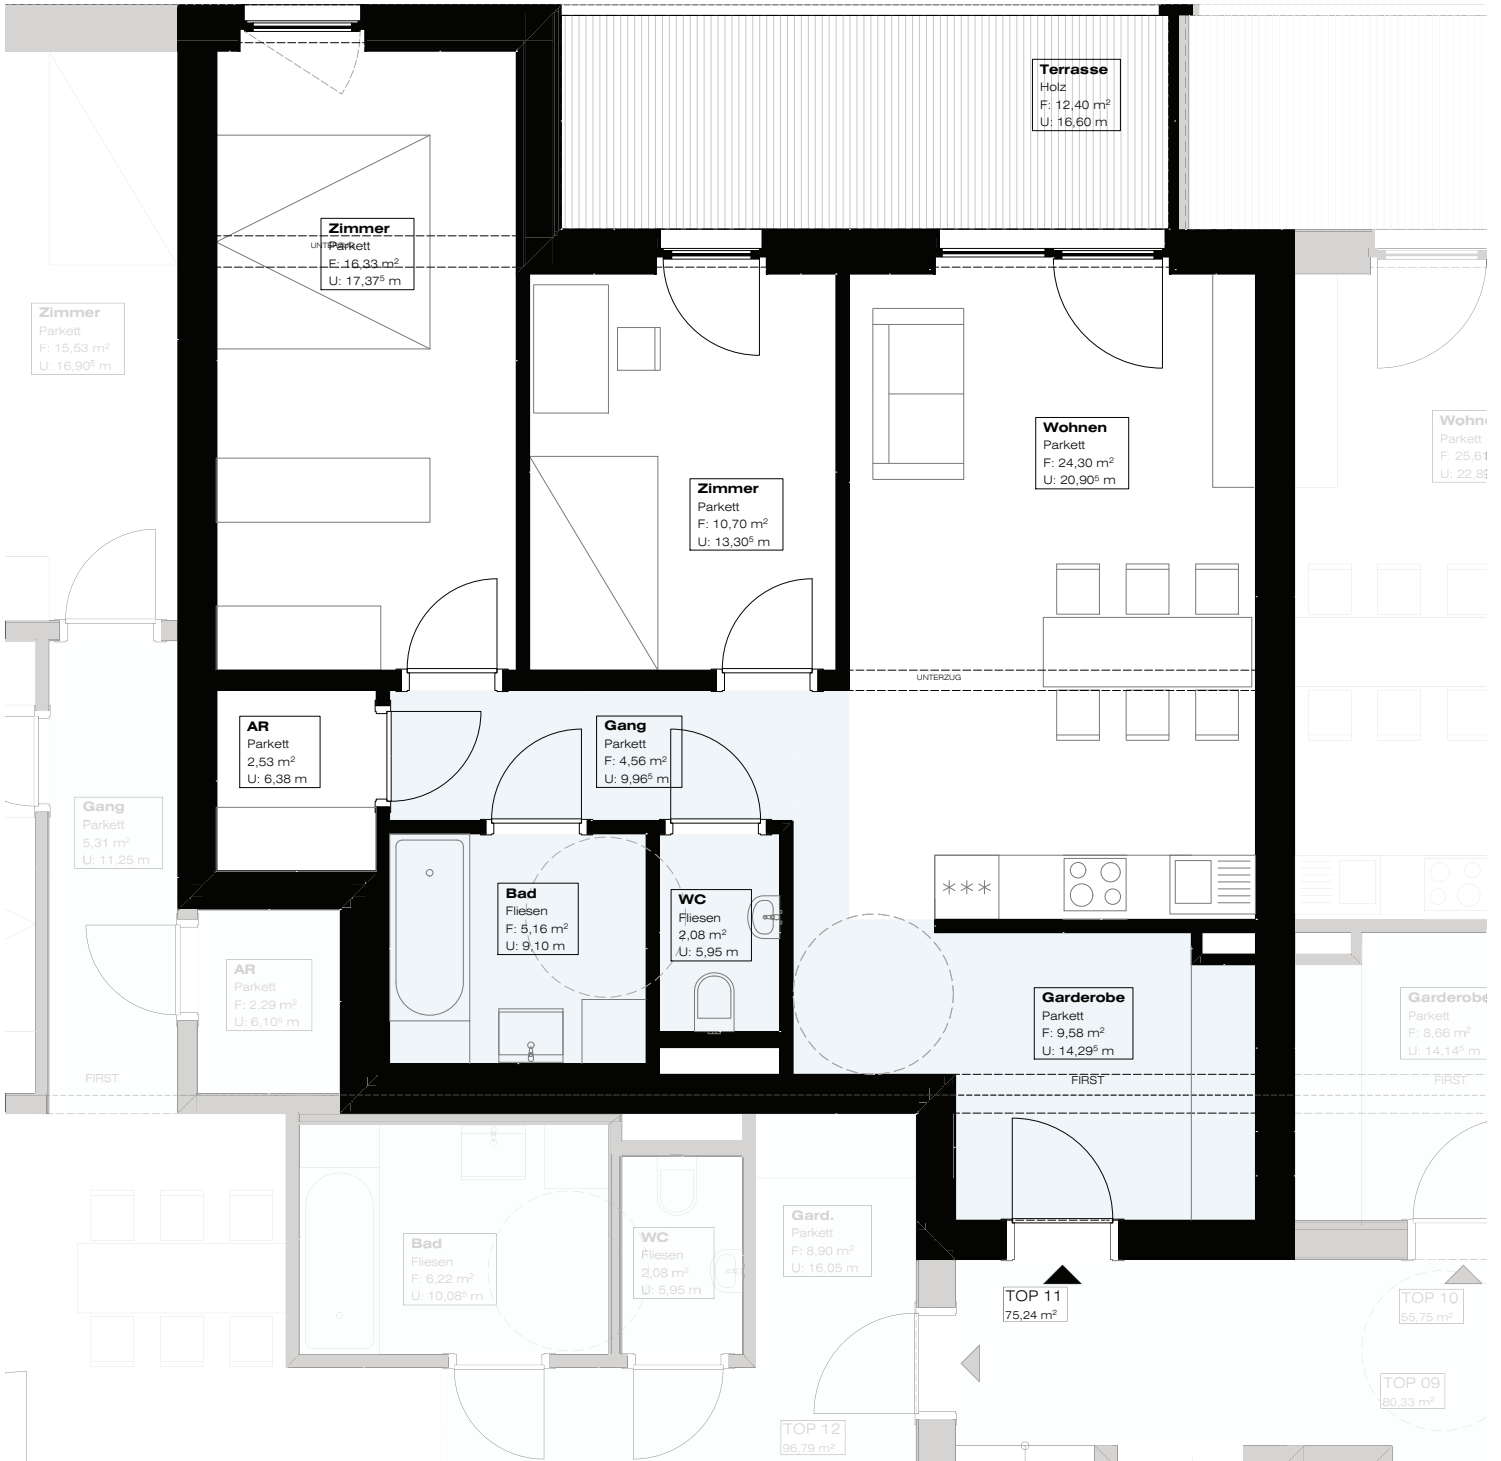 Terrasse
Holz
F: 12,40 m²
U: 16,60 m
Zimmer
UNTERZUG
Parkett
F: 16,33 m²
U: 17,37⁵ m
Zimmer
Parkett
F: 15,53 m²
U: 16,90⁵ m
Wohnen
Parkett
F: 24,30 m²
U: 20,90⁵ m
Parkett
F: 25,61
Zimmer
Parkett
F: 10,70 m²
U: 13,30⁵ m
UNTERZUG
AR
Parkett
2,53 m²
U: 6,38 m
Gang
Parkett
F: 4,56 m²
U: 9,96⁵ m
Gang
Parkett
5,31 m²
U: 11,25 m
Bad
Fliesen
F: 5,16 m²
U: 9,10 m
WC
Fliesen
2,08 m²
U: 5,95 m
***
AR
Parkett
F: 2,29 m²
U: 6,10⁵ m
Garderobe
Parkett
F: 9,58 m²
U: 14,29⁵ m
Garderobe
Parkett
F: 8,66 m²
U: 14,14⁵ m
FIRST
FIRST
FIRST
Bad
Fliesen
F: 6,22 m²
U: 10,08⁵ m
WC
Fliesen
2,08 m²
U: 5,95 m
Gard.
Parkett
F: 8,90 m²
U: 16,05 m
TOP 11
75,24 m²
TOP 10
55,75 m²
TOP 09
80,33 m²
TOP 12
96,79 m²